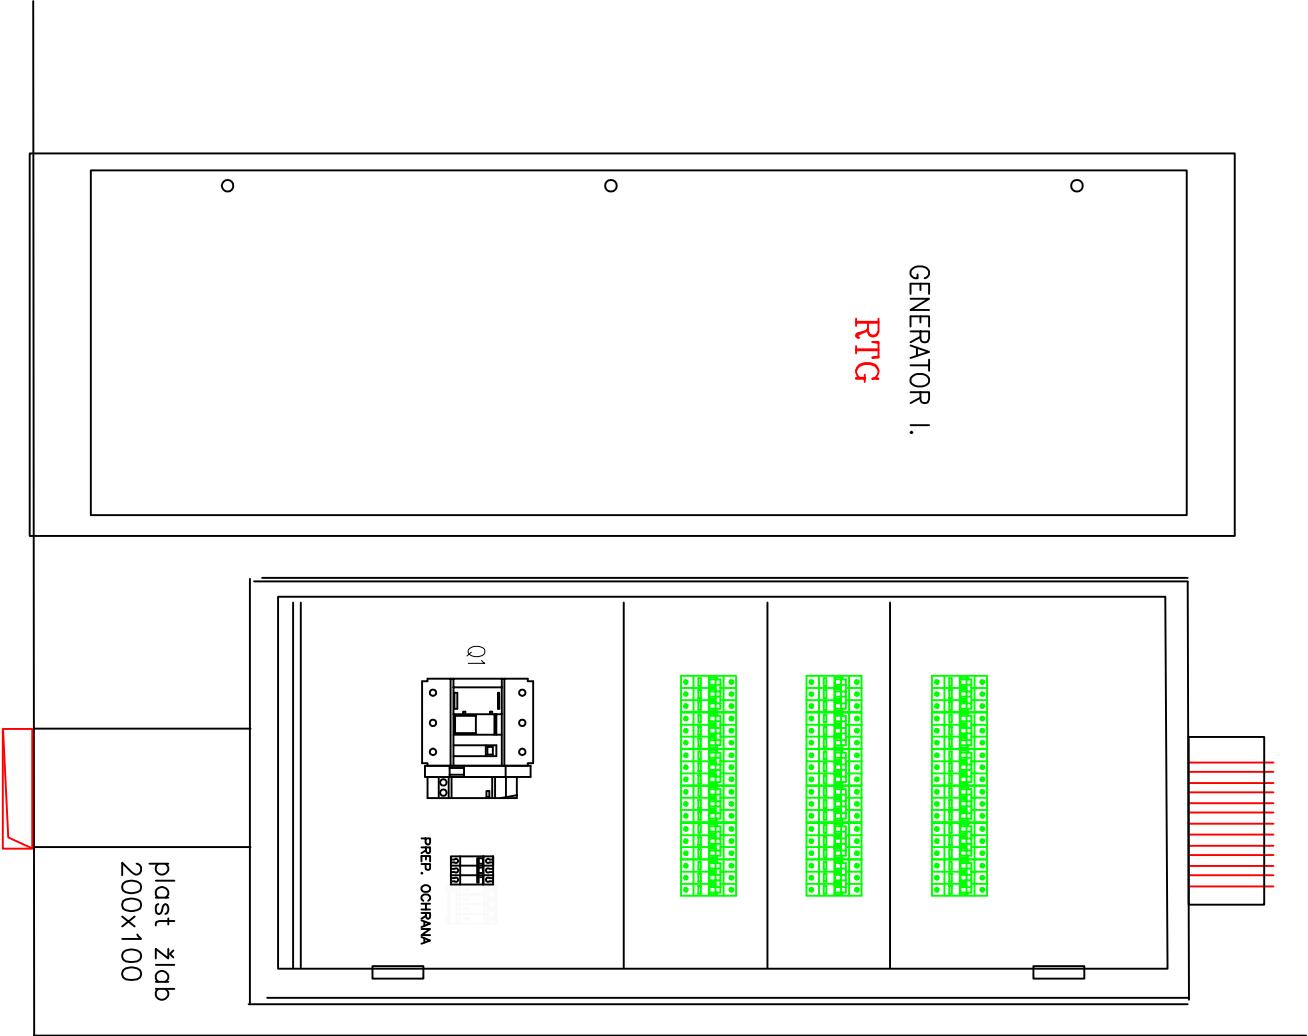 GENERATOR I.
RTG
Q1
PREP. OCHRANA
plast žlab
200x100